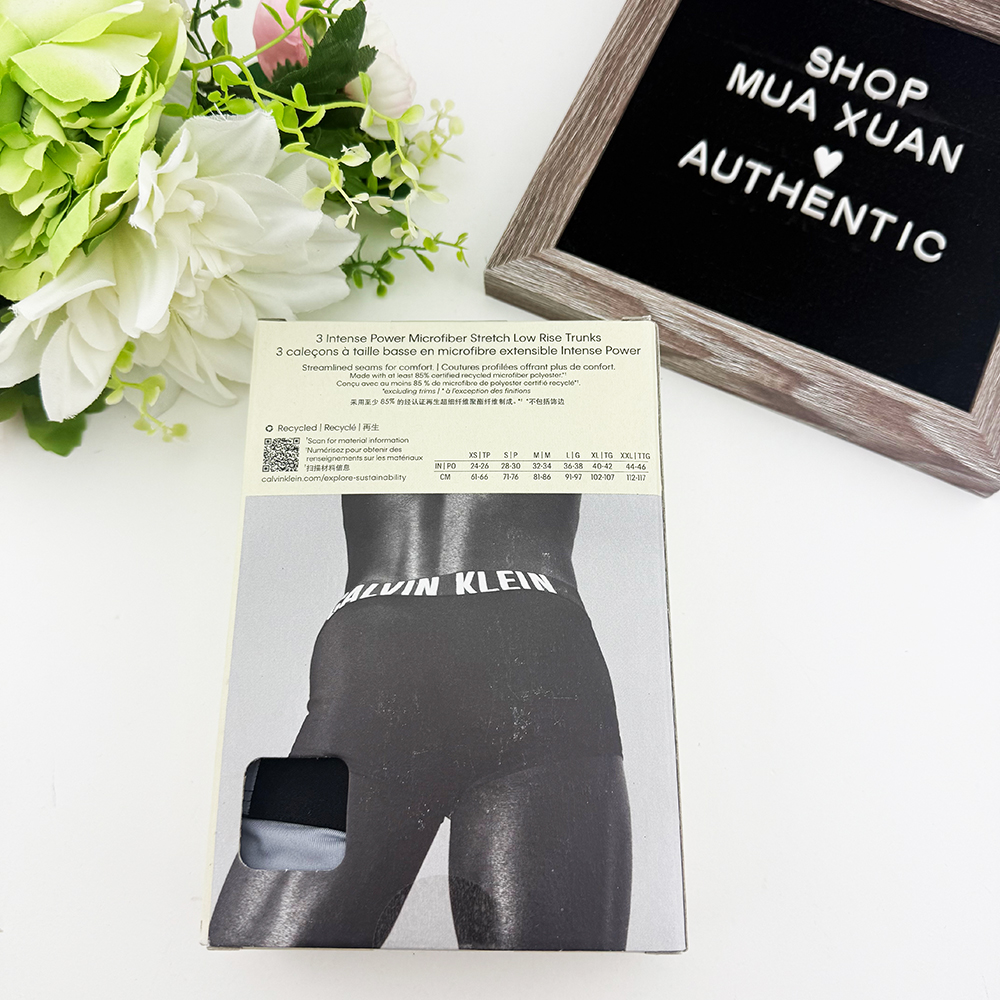 SHOP
MUA XUAN
AUTHENTIC
3 Intense Power Microfiber Stretch Low Rise Trunks
3 caleçons à taille basse en microfibre extensible Intense Power
Streamlined seams for comfort. | Coutures profilées offrant plus de confort.
Made with at least 85% certified recycled microfiber polyester.*¹
Conçu avec au moins 85 % de microfibre de polyester certifié recyclé*¹.
*excluding trims | * à l'exception des finitions
采用至少 85% 的经认证再生超细纤维聚酯纤维制成。*¹ *不包括饰边
Recycled | Recyclé | 再生
¹Scan for material information
¹Numérisez pour obtenir des
renseignements sur les matériaux
¹扫描材料信息
calvinklein.com/explore-sustainability
XS|TP S|P M|M L|G XL|TG XXL|TTG
IN|PO 24-26 28-30 32-34 36-38 40-42 44-46
CM 61-66 71-76 81-86 91-97 102-107 112-117
CALVIN KLEIN